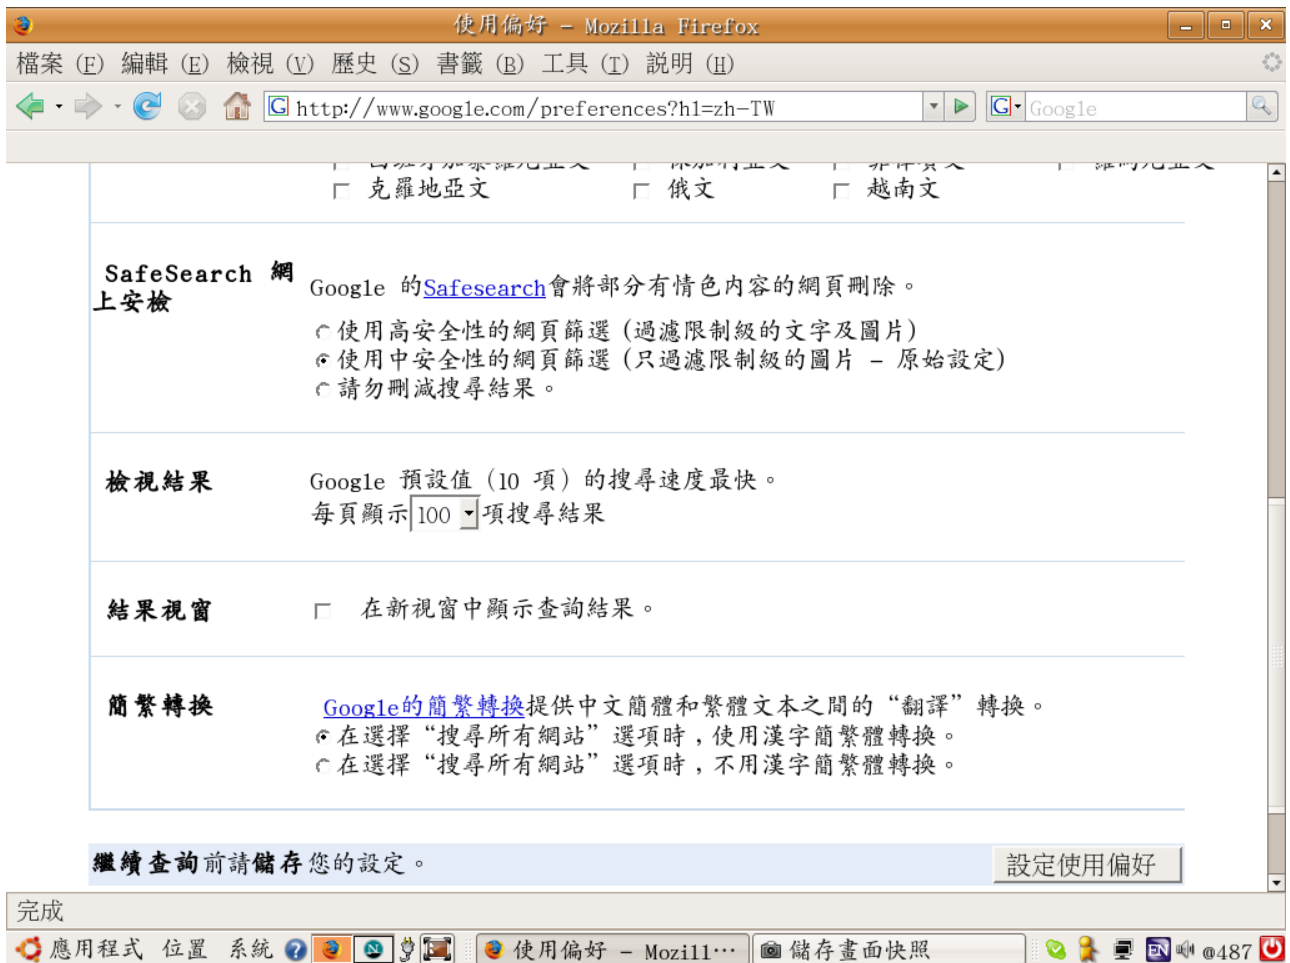 使用偏好 – Mozilla Firefox
檔案 (F) 編輯 (E) 檢視 (V) 歷史 (S) 書籤 (B) 工具 (T) 說明 (H)
http://www.google.com/preferences?hl=zh-TW
Google
克羅地亞文 俄文 越南文
SafeSearch 網上安檢
Google 的Safesearch會將部分有情色內容的網頁刪除。
使用高安全性的網頁篩選 (過濾限制級的文字及圖片)
使用中安全性的網頁篩選 (只過濾限制級的圖片 – 原始設定)
請勿刪減搜尋結果。
檢視結果
Google 預設值 (10 項) 的搜尋速度最快。
每頁顯示 100 項搜尋結果
結果視窗 在新視窗中顯示查詢結果。
簡繁轉換 Google的簡繁轉換提供中文簡體和繁體文本之間的“翻譯”轉換。
在選擇“搜尋所有網站”選項時，使用漢字簡繁體轉換。
在選擇“搜尋所有網站”選項時，不用漢字簡繁體轉換。
繼續查詢前請儲存您的設定。 設定使用偏好
完成
應用程式 位置 系統 使用偏好 – Mozill… 儲存畫面快照 EN @487